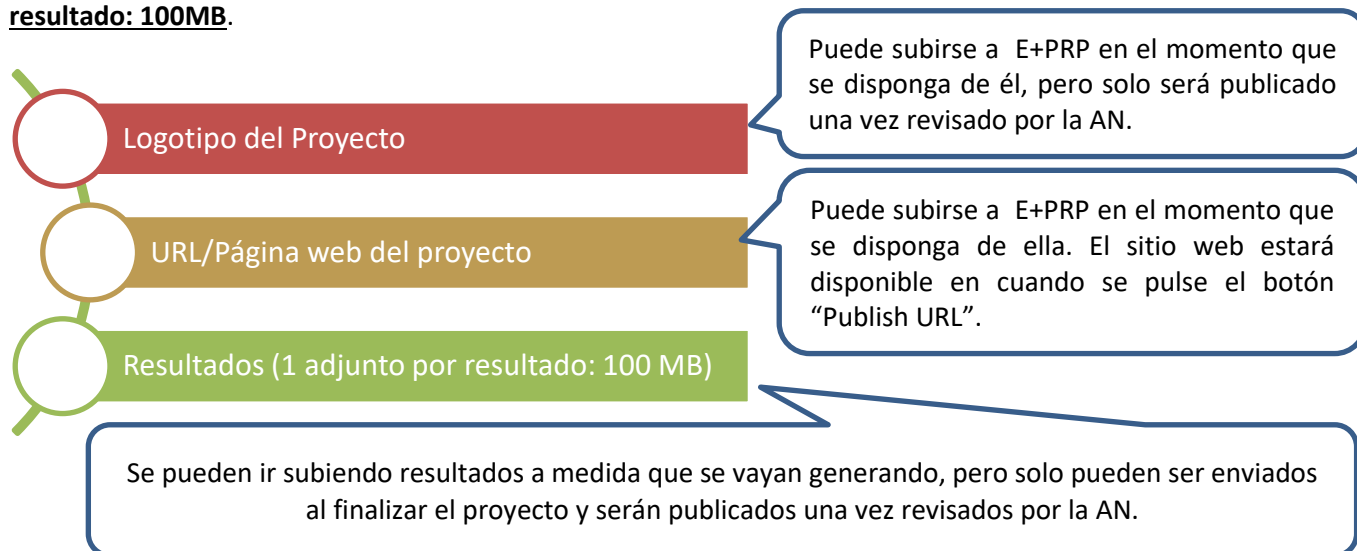 resultado: 100MB.
Puede subirse a E+PRP en el momento que
se disponga de él, pero solo será publicado
una vez revisado por la AN.
Logotipo del Proyecto
Puede subirse a E+PRP en el momento que
se disponga de ella. El sitio web estará
disponible en cuando se pulse el botón
“Publish URL”.
URL/Página web del proyecto
Resultados (1 adjunto por resultado: 100 MB)
Se pueden ir subiendo resultados a medida que se vayan generando, pero solo pueden ser enviados
al finalizar el proyecto y serán publicados una vez revisados por la AN.